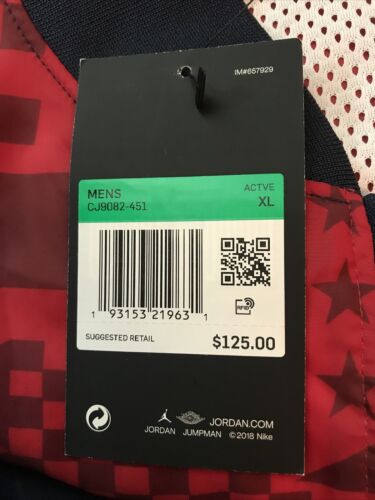 IM#657929
MENS
ACTVE
CJ9082-451
XL
1 93153 21963 1
RFID
SUGGESTED RETAIL
$125.00
JORDAN.COM
JORDAN JUMPMAN ©2018 Nike